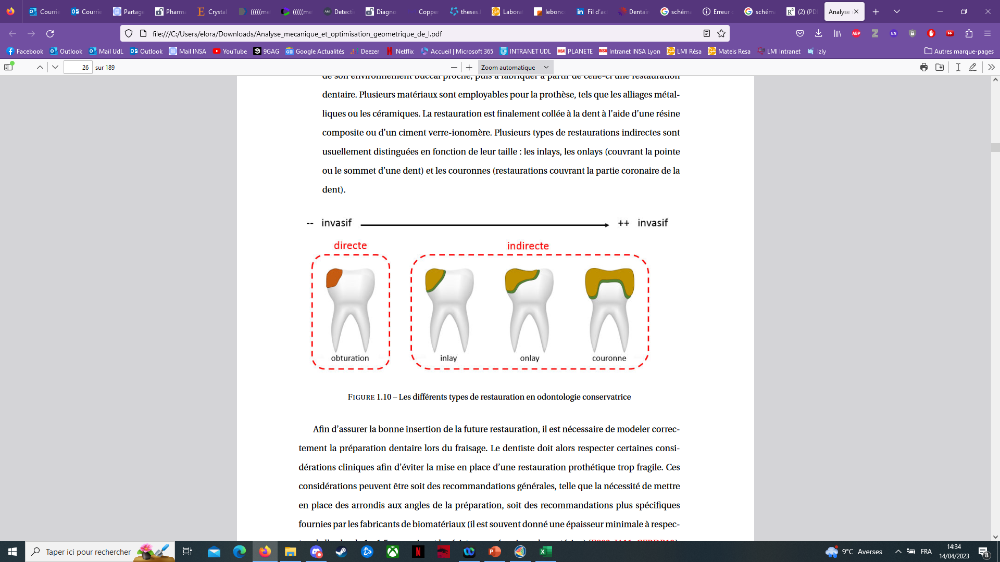 Courrie
Courrie
Partage
Pharm
Crystal
(((((me
(((((me
Detecti
Diagno
Copper
theses.f
Laborat
lebonc
Fil d'ac
Dentair
schéma
Erreur d
schéma
(2) (PD
Analyse
file:///C:/Users/elora/Downloads/Analyse_mecanique_et_optimisation_geometrique_de_l.pdf
Facebook Outlook Mail UdL Outlook Mail INSA YouTube 9GAG Google Actualités Deezer Netflix Accueil | Microsoft 365 INTRANET UDL PLANETE Intranet INSA Lyon LMI Résa Mateis Resa LMI Intranet Izly Autres marque-pages
26 sur 189 Zoom automatique
de son environnement buccal proche, puis à fabriquer à partir de celle-ci une restauration
dentaire. Plusieurs matériaux sont employables pour la prothèse, tels que les alliages métal-
liques ou les céramiques. La restauration est finalement collée à la dent à l'aide d'une résine
composite ou d'un ciment verre-ionomère. Plusieurs types de restaurations indirectes sont
usuellement distinguées en fonction de leur taille : les inlays, les onlays (couvrant la pointe
ou le sommet d'une dent) et les couronnes (restaurations couvrant la partie coronaire de la
dent).
-- invasif ++ invasif
directe indirecte
obturation inlay onlay couronne
FIGURE 1.10 – Les différents types de restauration en odontologie conservatrice
Afin d'assurer la bonne insertion de la future restauration, il est nécessaire de modeler correc-
tement la préparation dentaire lors du fraisage. Le dentiste doit alors respecter certaines consi-
dérations cliniques afin d'éviter la mise en place d'une restauration prothétique trop fragile. Ces
considérations peuvent être soit des recommandations générales, telle que la nécessité de mettre
en place des arrondis aux angles de la préparation, soit des recommandations plus spécifiques
fournies par les fabricants de biomatériaux (il est souvent donné une épaisseur minimale à respec-
Taper ici pour rechercher
9°C Averses
FRA
14:34
14/04/2023
8